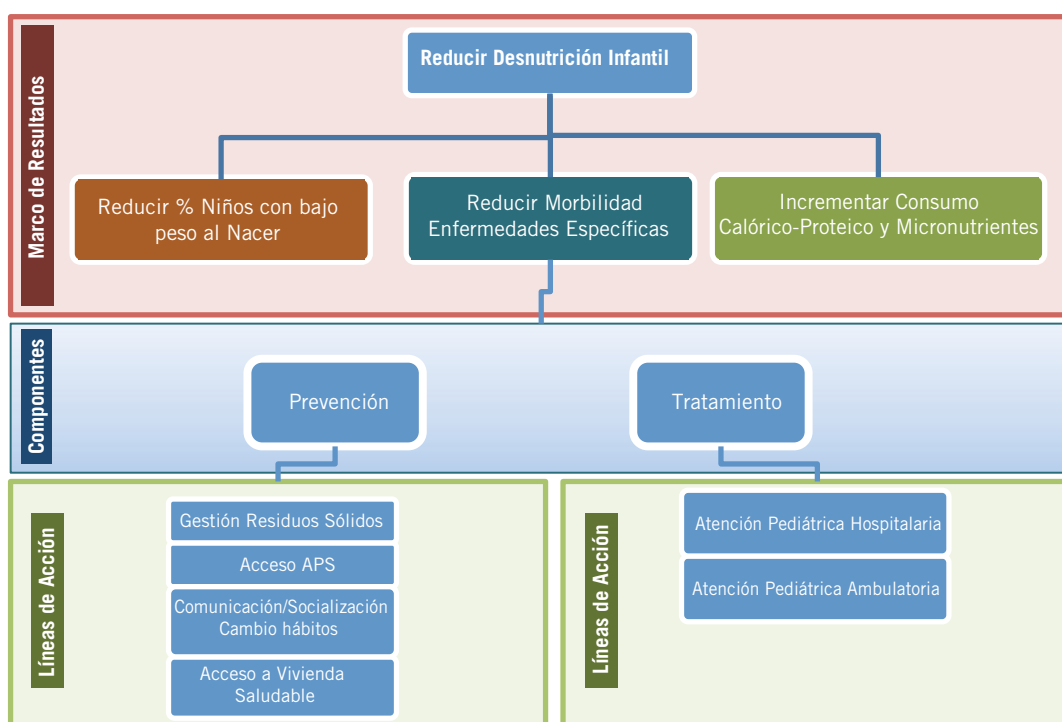 Marco de Resultados
Reducir Desnutrición Infantil
Reducir % Niños con bajo
peso al Nacer
Reducir Morbilidad
Enfermedades Específicas
Incrementar Consumo
Calórico-Proteico y Micronutrientes
Componentes
Prevención
Tratamiento
Líneas de Acción
Gestión Residuos Sólidos
Acceso APS
Comunicación/Socialización
Cambio hábitos
Acceso a Vivienda
Saludable
Líneas de Acción
Atención Pediátrica Hospitalaria
Atención Pediátrica Ambulatoria